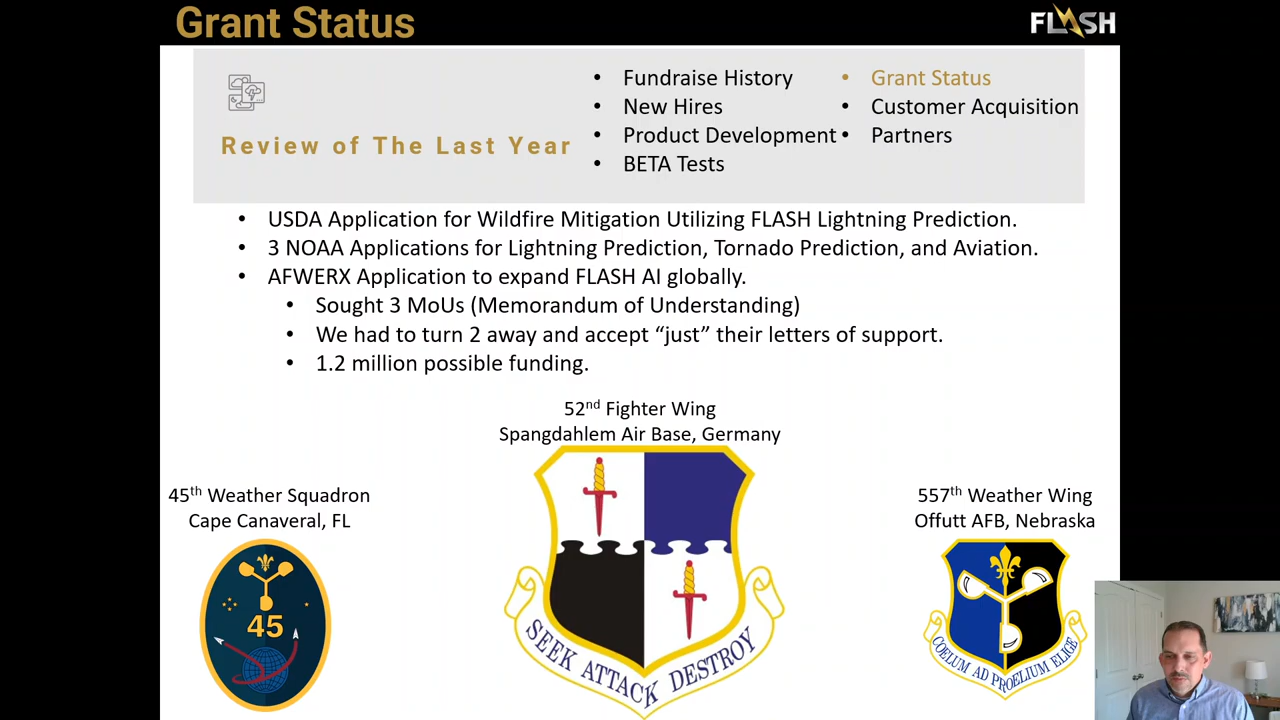 Grant Status
FLASH
Review of The Last Year
• Fundraise History
• New Hires
• Product Development
• BETA Tests
• Grant Status
• Customer Acquisition
• Partners
• USDA Application for Wildfire Mitigation Utilizing FLASH Lightning Prediction.
• 3 NOAA Applications for Lightning Prediction, Tornado Prediction, and Aviation.
• AFWERX Application to expand FLASH AI globally.
• Sought 3 MoUs (Memorandum of Understanding)
• We had to turn 2 away and accept “just” their letters of support.
• 1.2 million possible funding.
52nd Fighter Wing
Spangdahlem Air Base, Germany
SEEK ATTACK DESTROY
45th Weather Squadron
Cape Canaveral, FL
45
557th Weather Wing
Offutt AFB, Nebraska
COELUM AD PROELIUM ELIGE